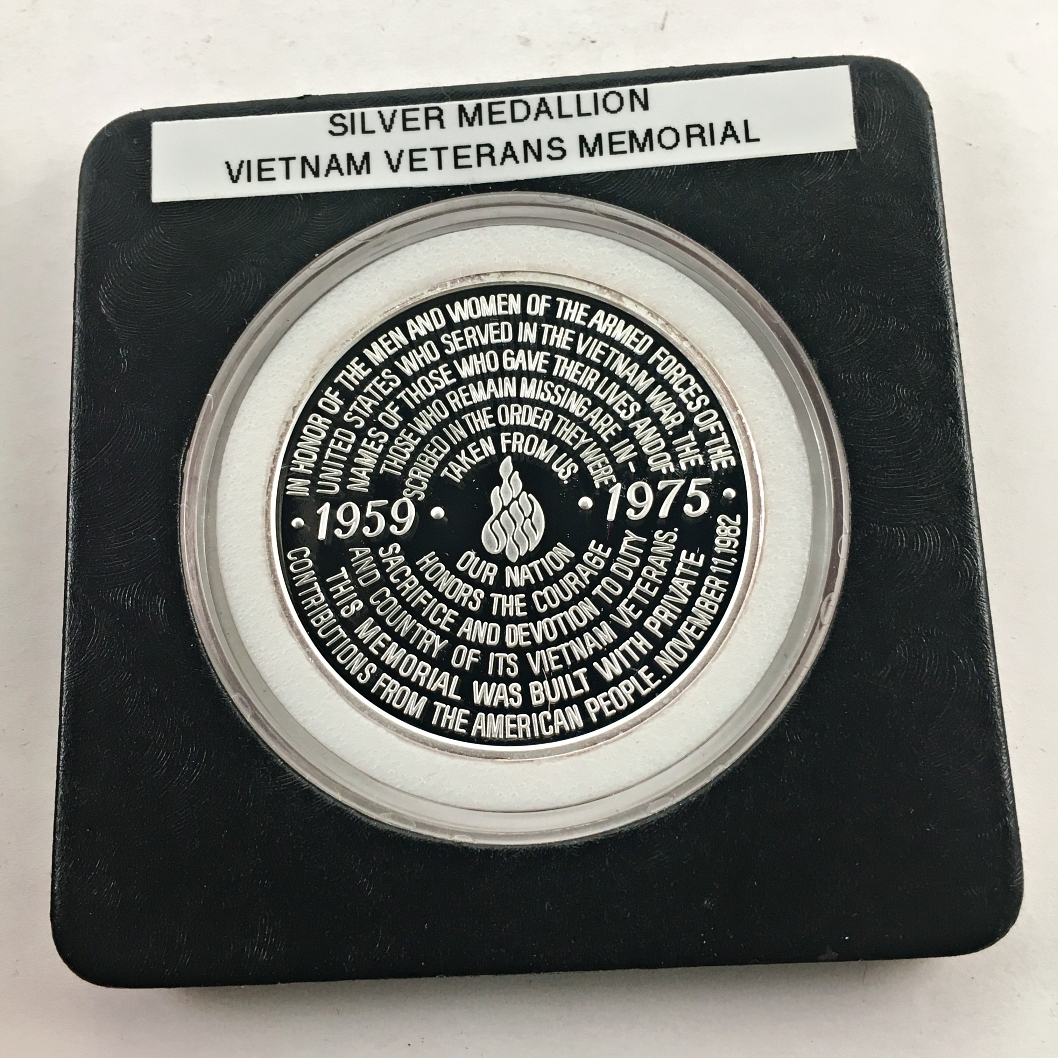 SILVER MEDALLION
VIETNAM VETERANS MEMORIAL
IN HONOR OF THE MEN AND WOMEN OF THE ARMED FORCES OF THE
UNITED STATES WHO SERVED IN THE VIETNAM WAR. THE
NAMES OF THOSE WHO GAVE THEIR LIVES AND OF
THOSE WHO REMAIN MISSING ARE IN-
SCRIBED IN THE ORDER THEY WERE
TAKEN FROM US.
• 1959 • • 1975 •
OUR NATION
HONORS THE COURAGE
SACRIFICE AND DEVOTION TO DUTY
AND COUNTRY OF ITS VIETNAM VETERANS.
THIS MEMORIAL WAS BUILT WITH PRIVATE
CONTRIBUTIONS FROM THE AMERICAN PEOPLE. NOVEMBER 11.1982